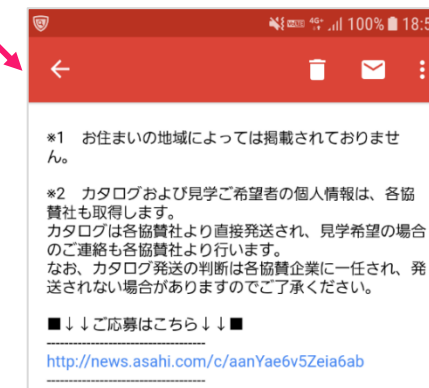 100% 18:5
*1 お住まいの地域によっては掲載されておりませ
ん。
*2 カタログおよび見学ご希望者の個人情報は、各協
賛社も取得します。
カタログは各協賛社より直接発送され、見学希望の場合
のご連絡も各協賛社より行います。
なお、カタログ発送の判断は各協賛企業に一任され、発
送されない場合がありますのでご了承ください。
■↓↓ご応募はこちら↓↓■
------------------------------------
http://news.asahi.com/c/aanYae6v5Zeia6ab
------------------------------------